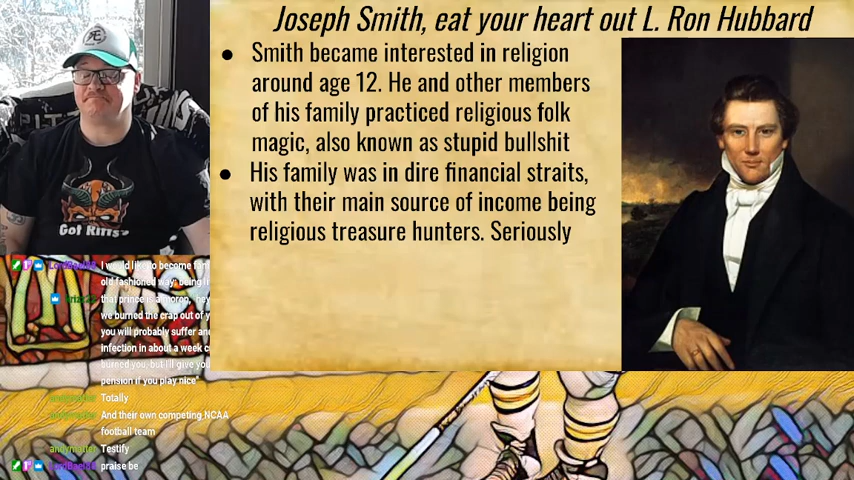 Joseph Smith, eat your heart out L. Ron Hubbard
● Smith became interested in religion
around age 12. He and other members
of his family practiced religious folk
magic, also known as stupid bullshit
● His family was in dire financial straits,
with their main source of income being
religious treasure hunters. Seriously
Got Kitts?
I would like to become
old fashioned way: being
that prince is a moron,
we burned the crap out of
you will probably suffer and
infection in about a week
burned you, but I'll give you
pension if you play nice"
Totally
And their own competing NCAA
football team
andymatter Testify
praise be